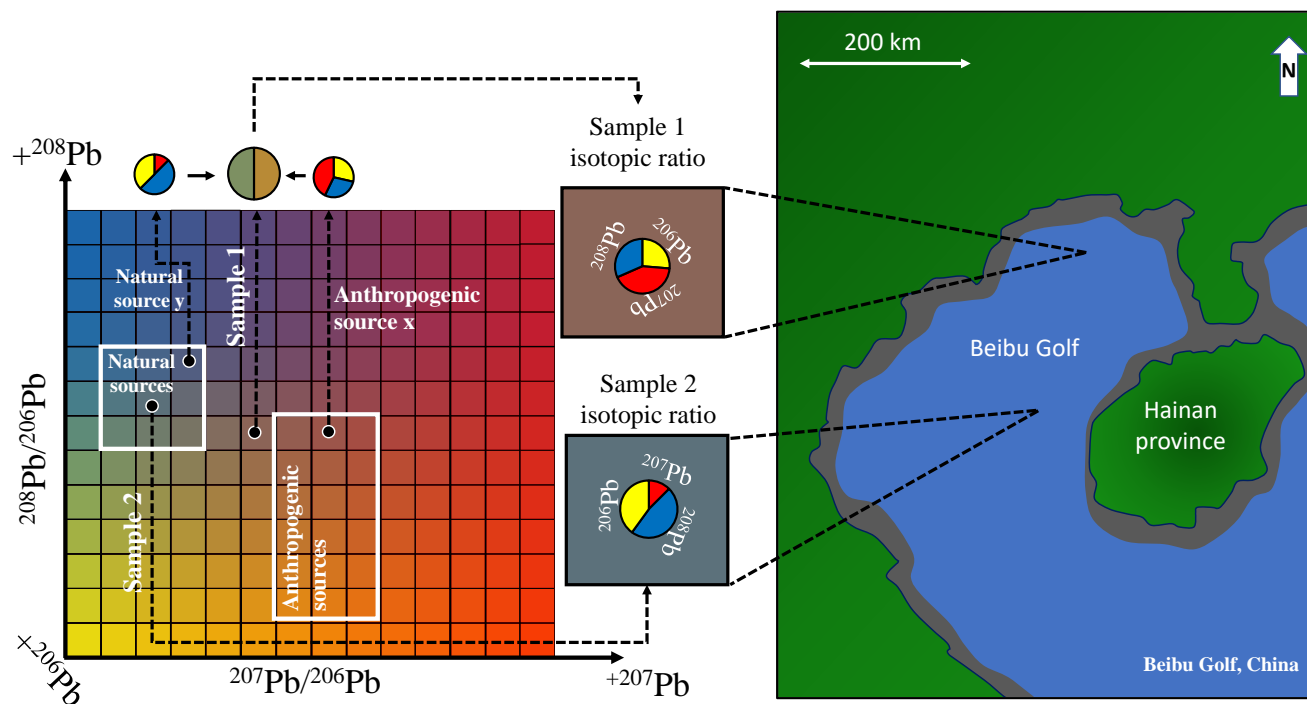 +²⁰⁸Pb
Natural
source y
Sample 1
Anthropogenic
source x
Natural
sources
Sample 2
Anthropogenic
sources
²⁰⁸Pb/²⁰⁶Pb
+²⁰⁶Pb
²⁰⁷Pb/²⁰⁶Pb
+²⁰⁷Pb
Sample 1
isotopic ratio
²⁰⁸Pb
²⁰⁶Pb
²⁰⁷Pb
Sample 2
isotopic ratio
²⁰⁷Pb
²⁰⁶Pb
²⁰⁸Pb
200 km
N
Beibu Golf
Hainan
province
Beibu Golf, China